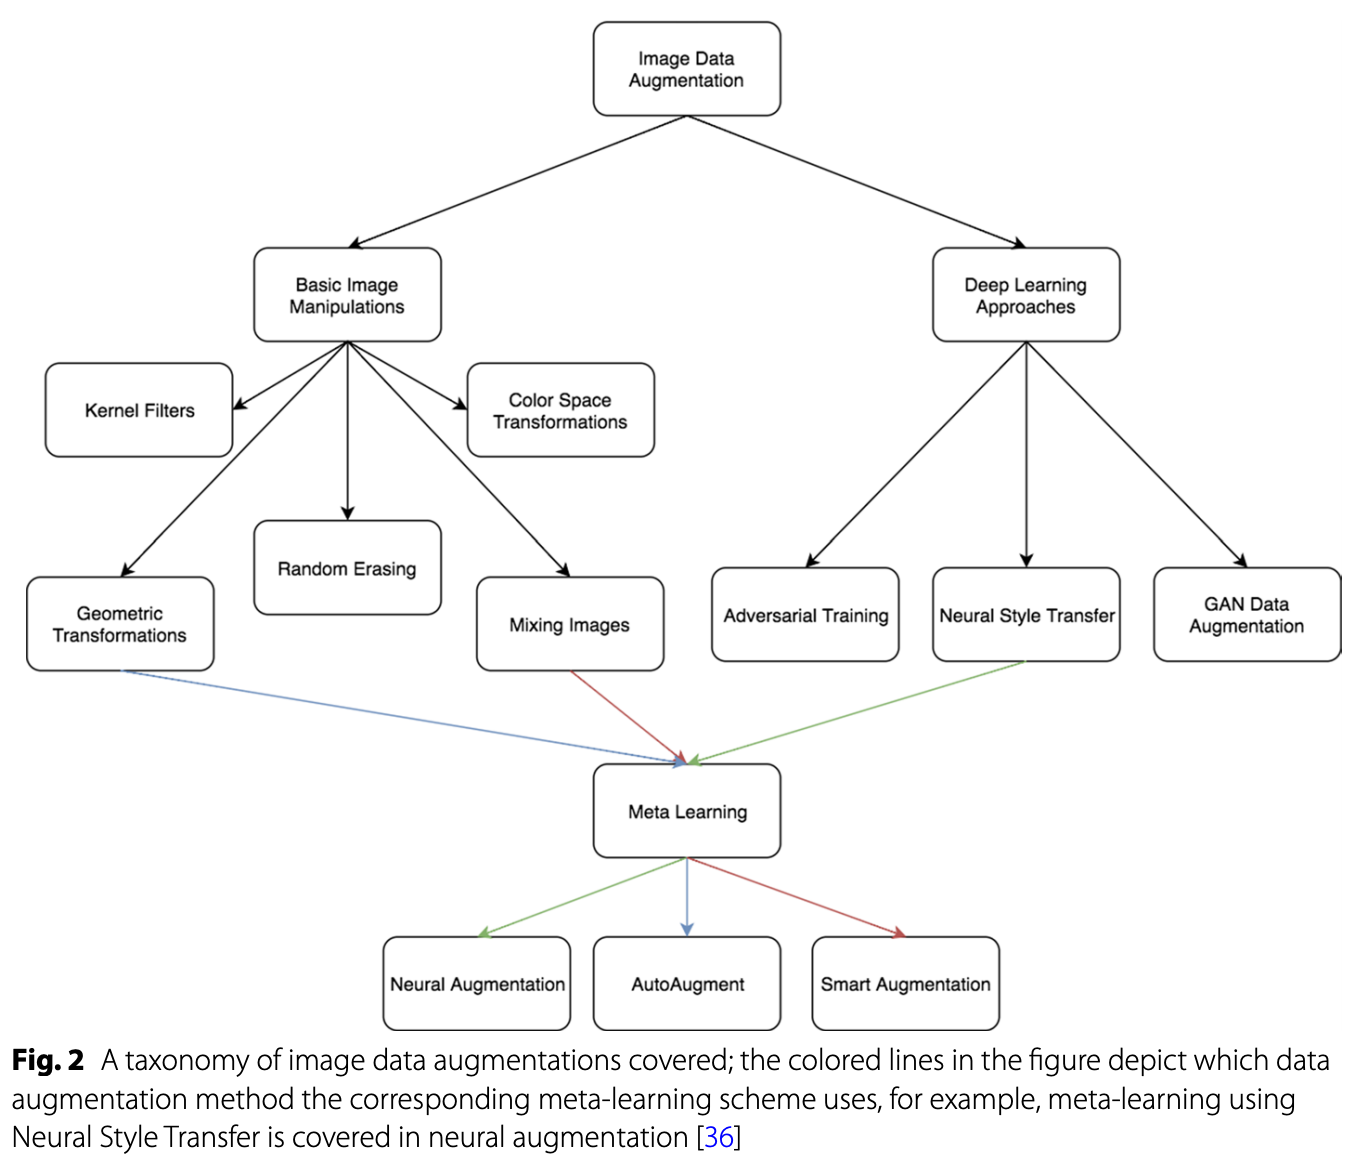 Image Data
Augmentation
Basic Image
Manipulations
Deep Learning
Approaches
Kernel Filters
Color Space
Transformations
Geometric
Transformations
Random Erasing
Mixing Images
Adversarial Training
Neural Style Transfer
GAN Data
Augmentation
Meta Learning
Neural Augmentation
AutoAugment
Smart Augmentation
Fig. 2 A taxonomy of image data augmentations covered; the colored lines in the figure depict which data
augmentation method the corresponding meta-learning scheme uses, for example, meta-learning using
Neural Style Transfer is covered in neural augmentation [36]